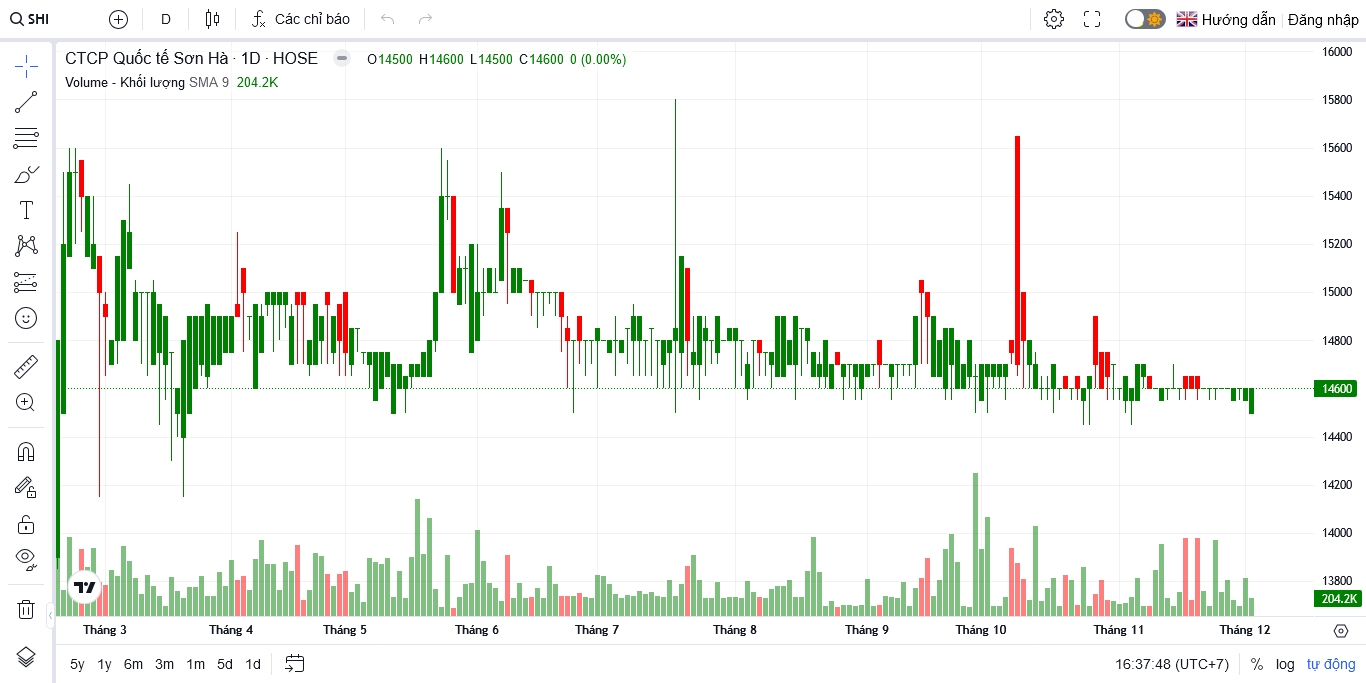 SHI D Các chỉ báo Hướng dẫn Đăng nhập
CTCP Quốc tế Sơn Hà · 1D · HOSE O14500 H14600 L14500 C14600 0 (0.00%)
Volume - Khối lượng SMA 9 204.2K
16000
15800
15600
15400
15200
15000
14800
14600
14400
14200
14000
13800
204.2K
Tháng 3 Tháng 4 Tháng 5 Tháng 6 Tháng 7 Tháng 8 Tháng 9 Tháng 10 Tháng 11 Tháng 12
5y 1y 6m 3m 1m 5d 1d 16:37:48 (UTC+7) % log tự động